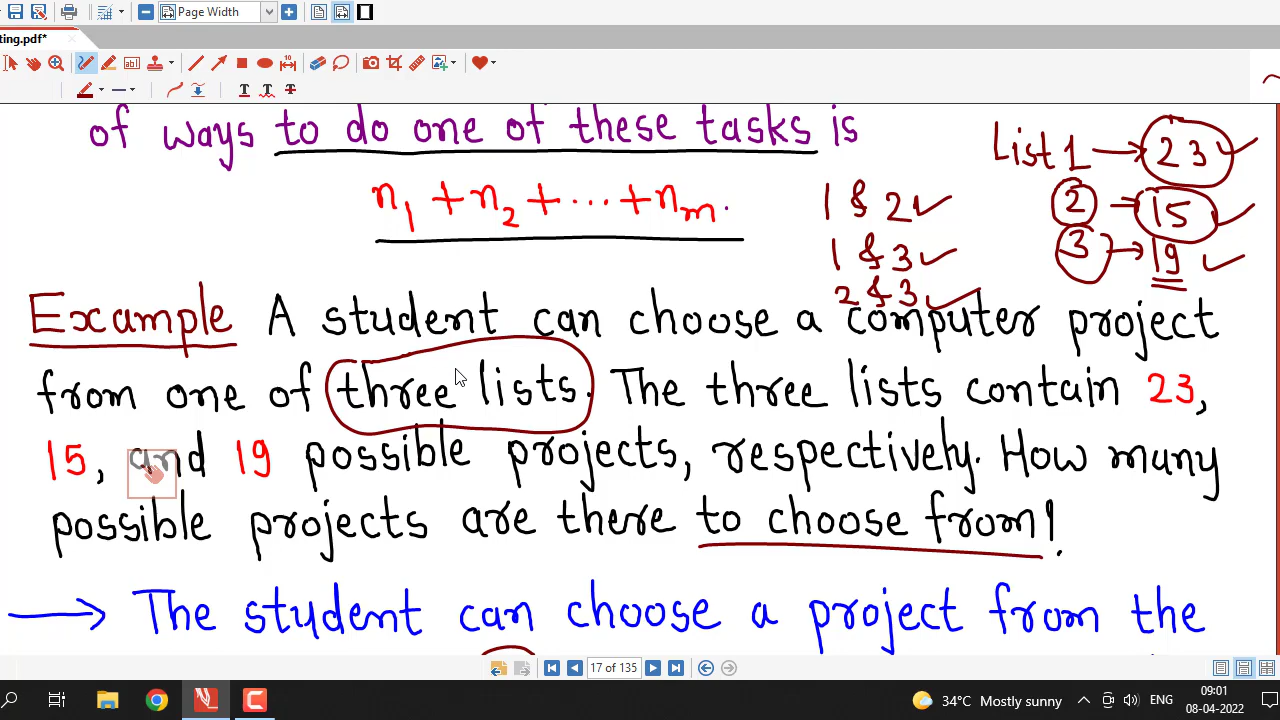 Page Width
ting.pdf*
10
of ways to do one of these tasks is
n1 + n2 + ... + nm.
List 1 → 23
2 → 15
3 → 19
1 & 2
1 & 3
2 & 3
Example A student can choose a computer project
from one of three lists. The three lists contain 23,
15, and 19 possible projects, respectively. How many
possible projects are there to choose from?
→ The student can choose a project from the
17 of 135
34°C Mostly sunny
ENG
09:01
08-04-2022